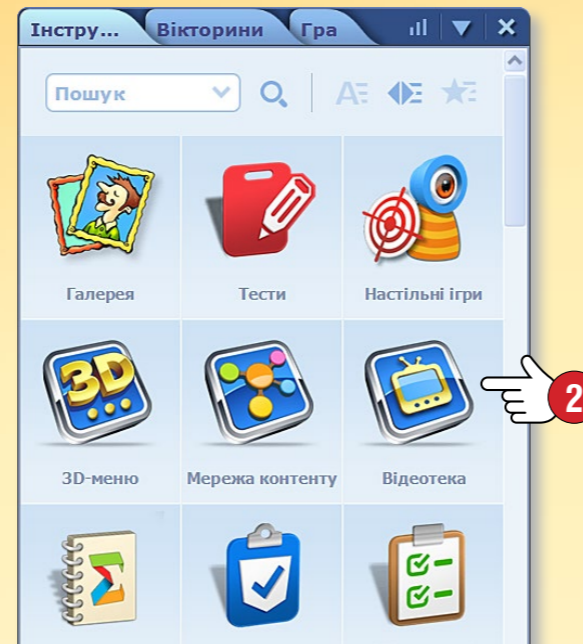 Інстру... Вікторини Гра
Пошук
Галерея Тести Настільні ігри
3D
3D-меню Мережа контенту Відеотека
2